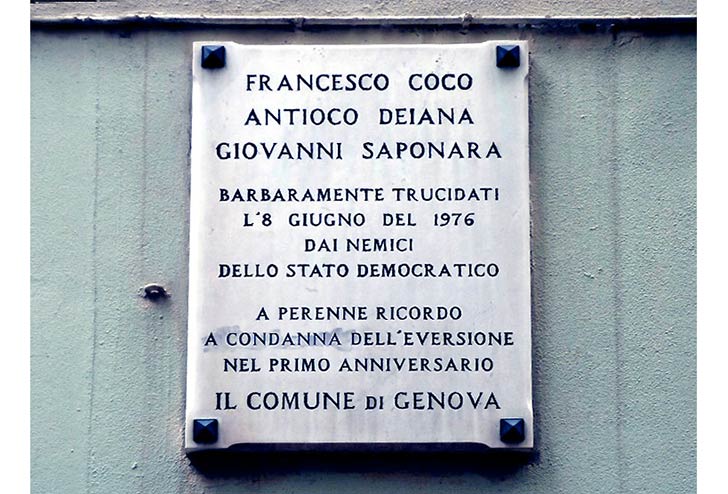 FRANCESCO COCO
ANTIOCO DEIANA
GIOVANNI SAPONARA
BARBARAMENTE TRUCIDATI
L'8 GIUGNO DEL 1976
DAI NEMICI
DELLO STATO DEMOCRATICO
A PERENNE RICORDO
A CONDANNA DELL'EVERSIONE
NEL PRIMO ANNIVERSARIO
IL COMUNE DI GENOVA